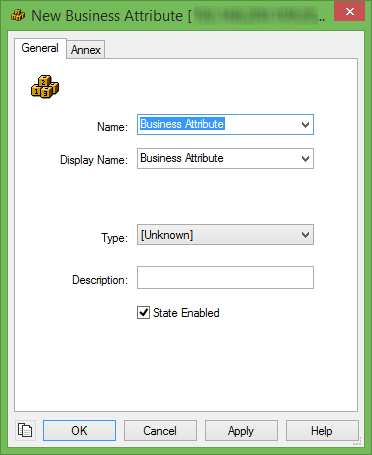 New Business Attribute [
General Annex
Name: Business Attribute
Display Name: Business Attribute
Type: [Unknown]
Description:
State Enabled
OK Cancel Apply Help